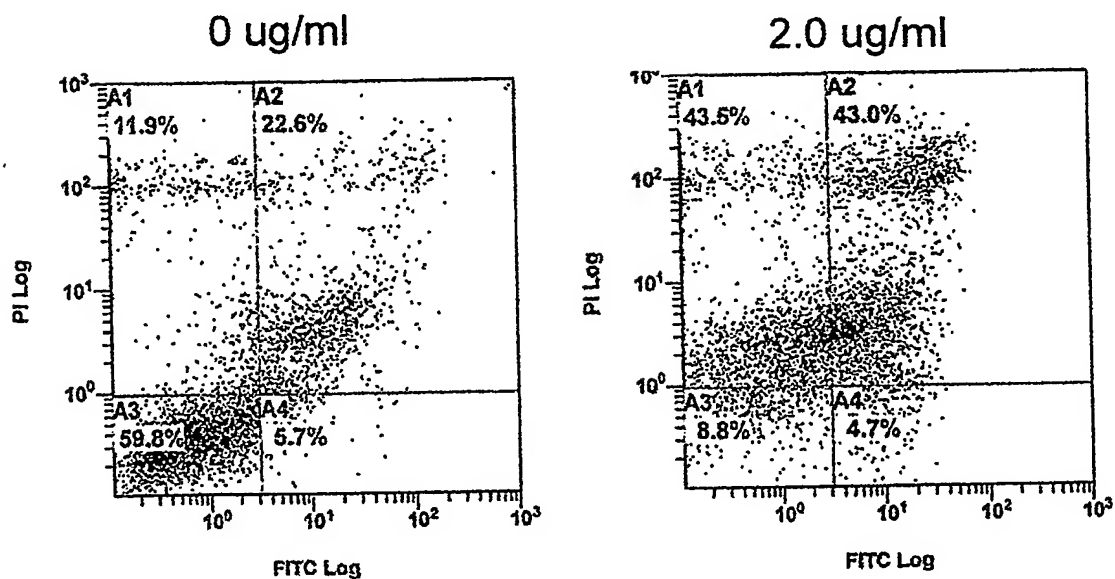 0 ug/ml
10³
A1
A2
11.9%
22.6%
10²
PI Log
10¹
10⁰
A3
A4
59.8%
5.7%
10⁰
10¹
10²
10³
FITC Log
2.0 ug/ml
A1
A2
43.5%
43.0%
10²
PI Log
10¹
10⁰
A3
A4
8.8%
4.7%
10⁰
10¹
10²
10³
FITC Log